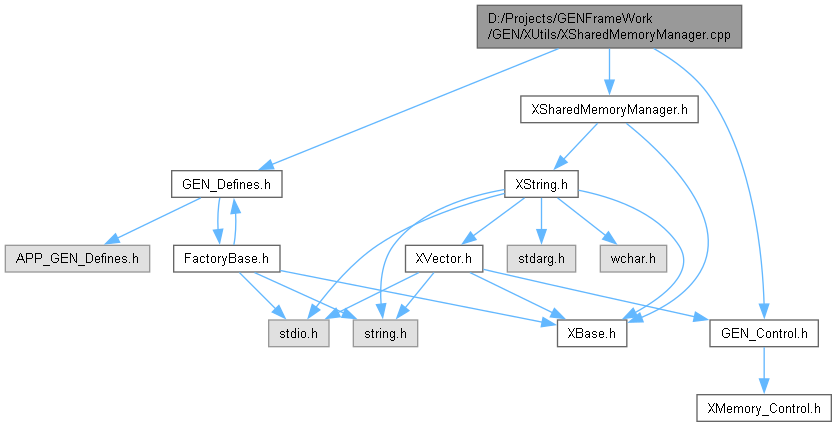 D:/Projects/GENFrameWork
/GEN/XUtils/XSharedMemoryManager.cpp
XSharedMemoryManager.h
GEN_Defines.h
XString.h
APP_GEN_Defines.h
FactoryBase.h
XVector.h
stdarg.h
wchar.h
stdio.h
string.h
XBase.h
GEN_Control.h
XMemory_Control.h